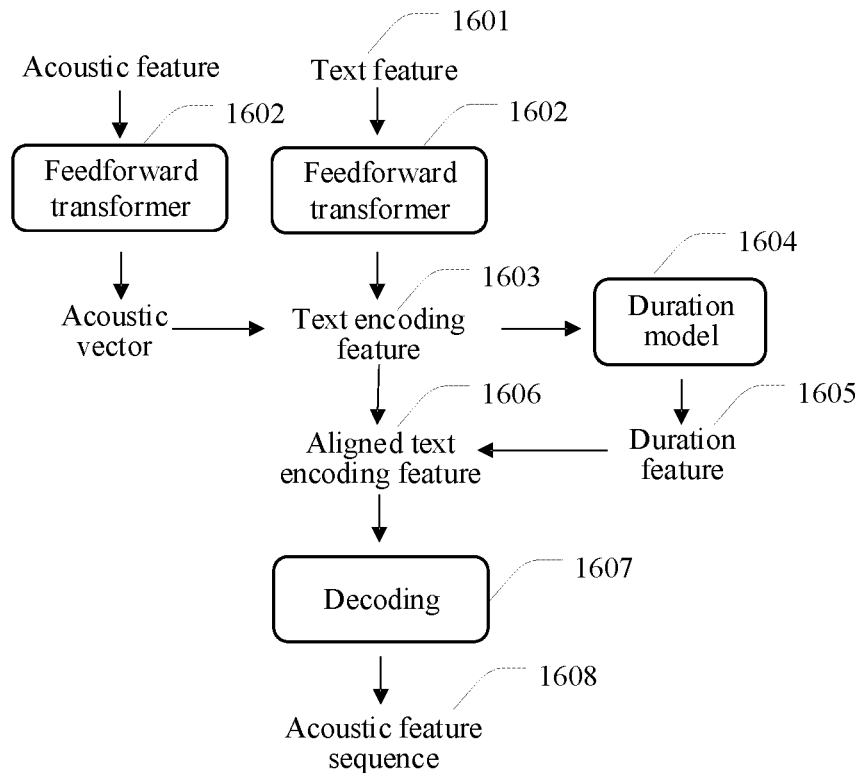 1601
Acoustic feature
Text feature
1602
1602
Feedforward
transformer
Feedforward
transformer
1604
1603
Acoustic
vector
Text encoding
feature
Duration
model
1606
1605
Aligned text
encoding feature
Duration
feature
1607
Decoding
1608
Acoustic feature
sequence